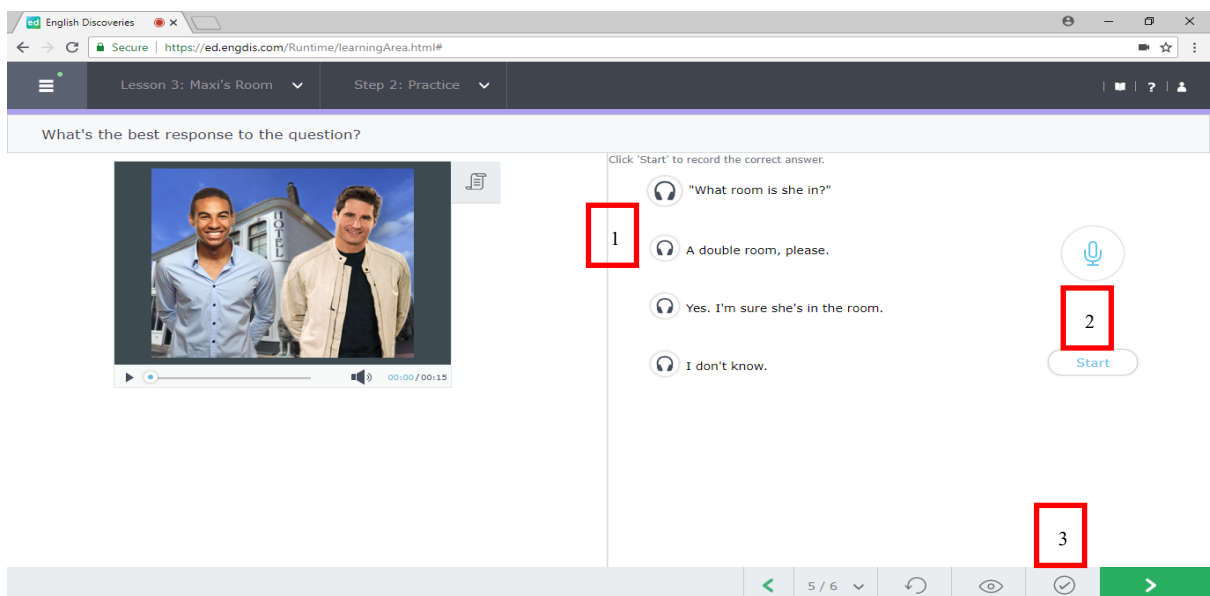 ed English Discoveries
Secure | https://ed.engdis.com/Runtime/learningArea.html#
Lesson 3: Maxi's Room
Step 2: Practice
?
What's the best response to the question?
Click 'Start' to record the correct answer.
HOTEL
"What room is she in?"
1
A double room, please.
2
Yes. I'm sure she's in the room.
Start
I don't know.
00:00/00:15
3
5 / 6